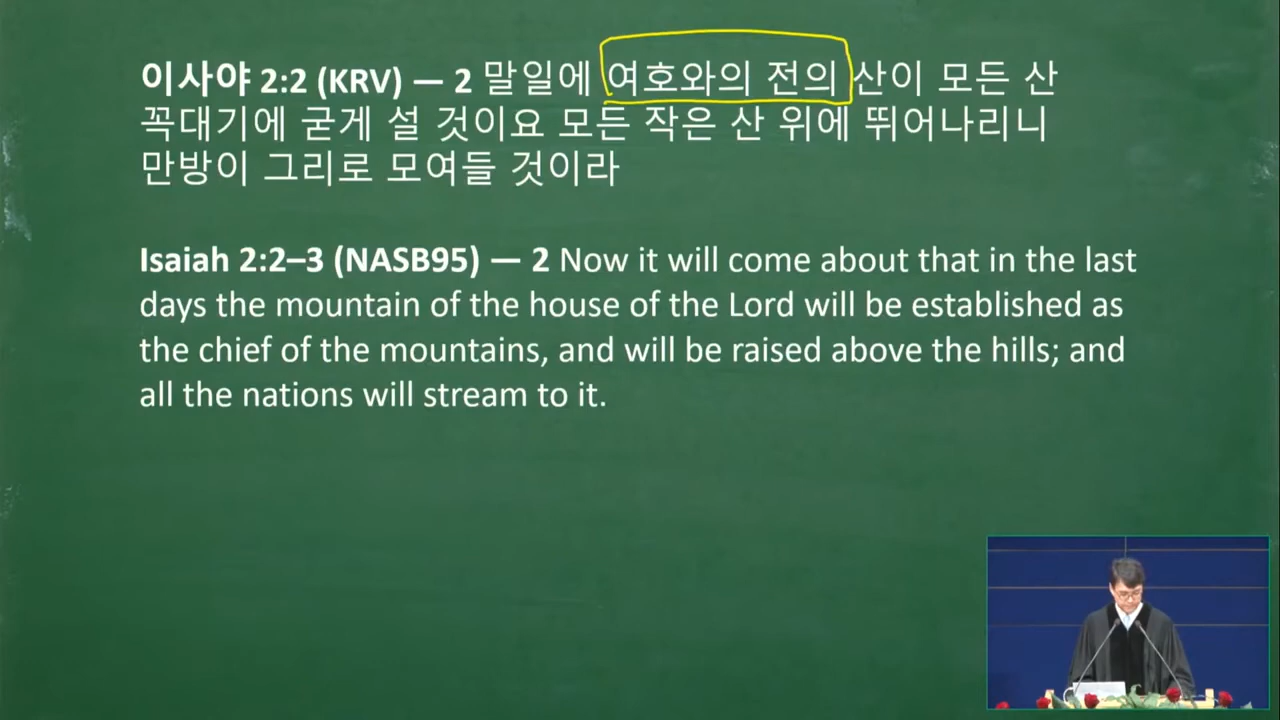 이사야 2:2 (KRV) — 2 말일에 여호와의 전의 산이 모든 산
꼭대기에 굳게 설 것이요 모든 작은 산 위에 뛰어나리니
만방이 그리로 모여들 것이라
Isaiah 2:2–3 (NASB95) — 2 Now it will come about that in the last
days the mountain of the house of the Lord will be established as
the chief of the mountains, and will be raised above the hills; and
all the nations will stream to it.